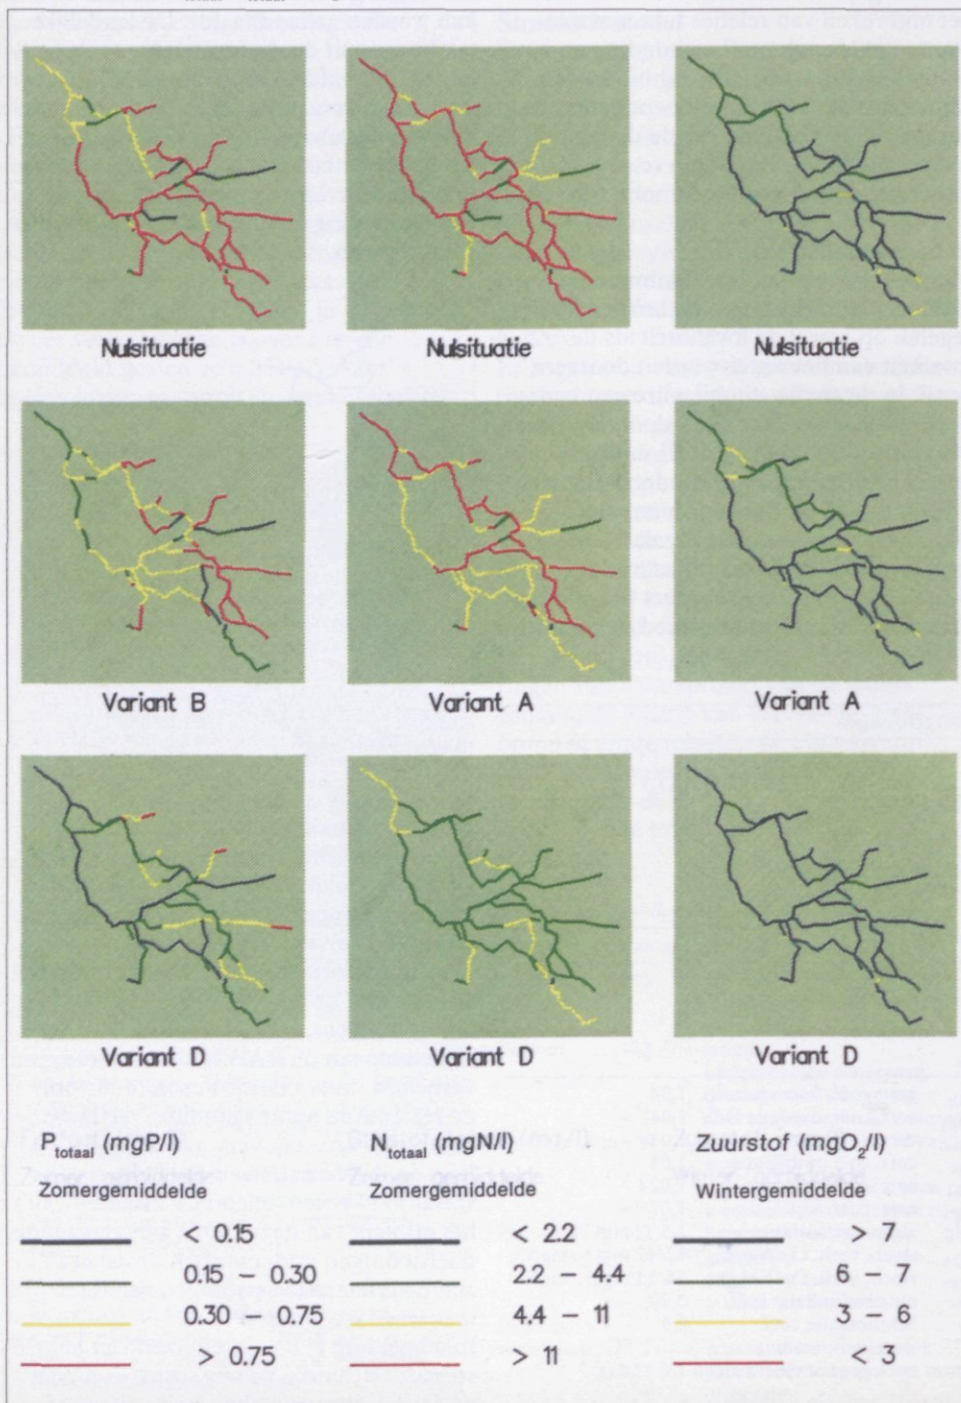 Nulsituatie Nulsituatie Nulsituatie
Variant B Variant A Variant A
Variant D Variant D Variant D
P totaal (mgP/l) N totaal (mgN/l) Zuurstof (mgO2/l)
Zomergemiddelde Zomergemiddelde Wintergemiddelde
< 0.15 < 2.2 > 7
0.15 – 0.30 2.2 – 4.4 6 – 7
0.30 – 0.75 4.4 – 11 3 – 6
> 0.75 > 11 < 3